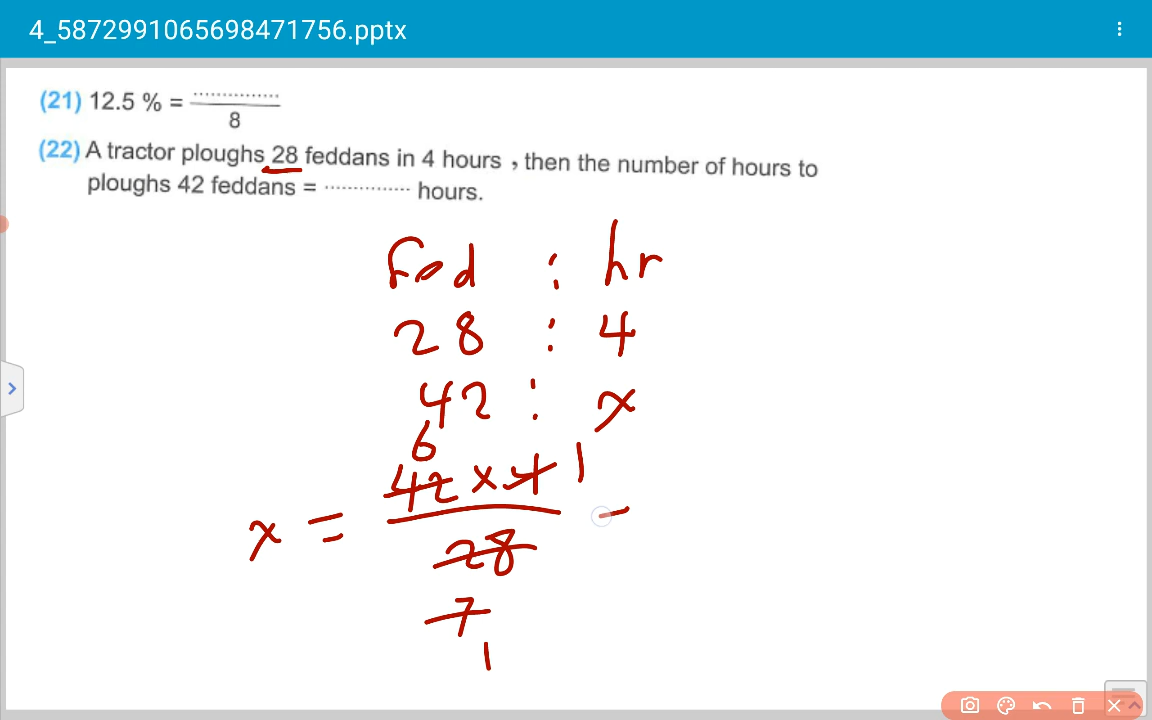 4_5872991065698471756.pptx
(21) 12.5 % = ...............
8
(22) A tractor ploughs 28 feddans in 4 hours , then the number of hours to
ploughs 42 feddans = ............... hours.
Fed : hr
28 : 4
42 : x
6
x = 42 x 4 1 =
28
7
1